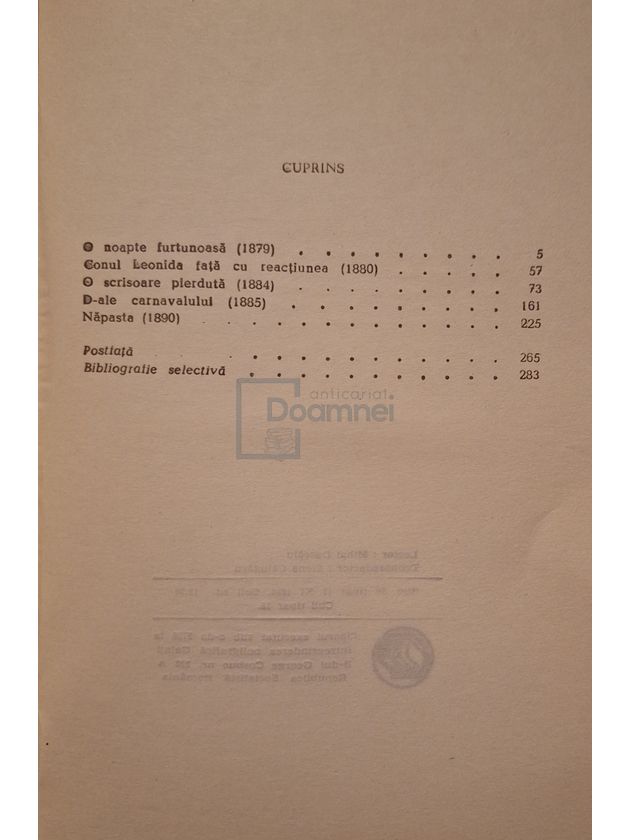 CUPRINS
O noapte furtunoasă (1879) . . . . . . . . . 5
Conul Leonida față cu reacțiunea (1880) . . . . . 57
O scrisoare pierdută (1884) . . . . . . . . . 73
D-ale carnavalului (1885) . . . . . . . . . 161
Năpasta (1890) . . . . . . . . . . . . . 225
Postfață . . . . . . . . . . . . 265
Bibliografie selectivă . . . . . . . . . . . 283
anticariat
Doamnei